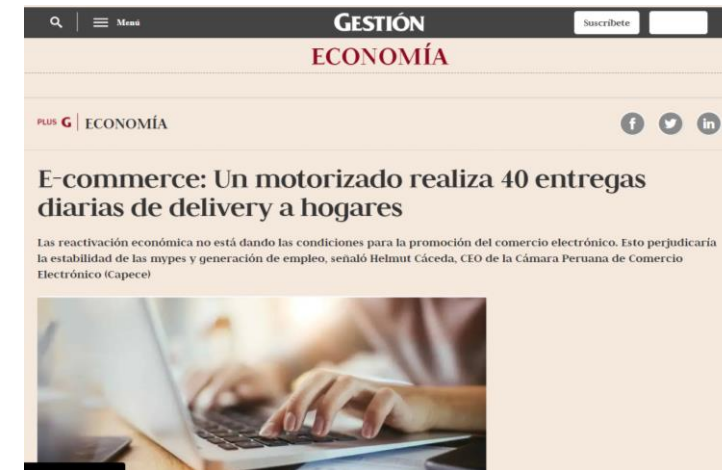 Menú
GESTIÓN
Suscríbete
ECONOMÍA
PLUS G | ECONOMÍA
E-commerce: Un motorizado realiza 40 entregas
diarias de delivery a hogares
Las reactivación económica no está dando las condiciones para la promoción del comercio electrónico. Esto perjudicaría
la estabilidad de las mypes y generación de empleo, señaló Helmut Cáceda, CEO de la Cámara Peruana de Comercio
Electrónico (Capece)